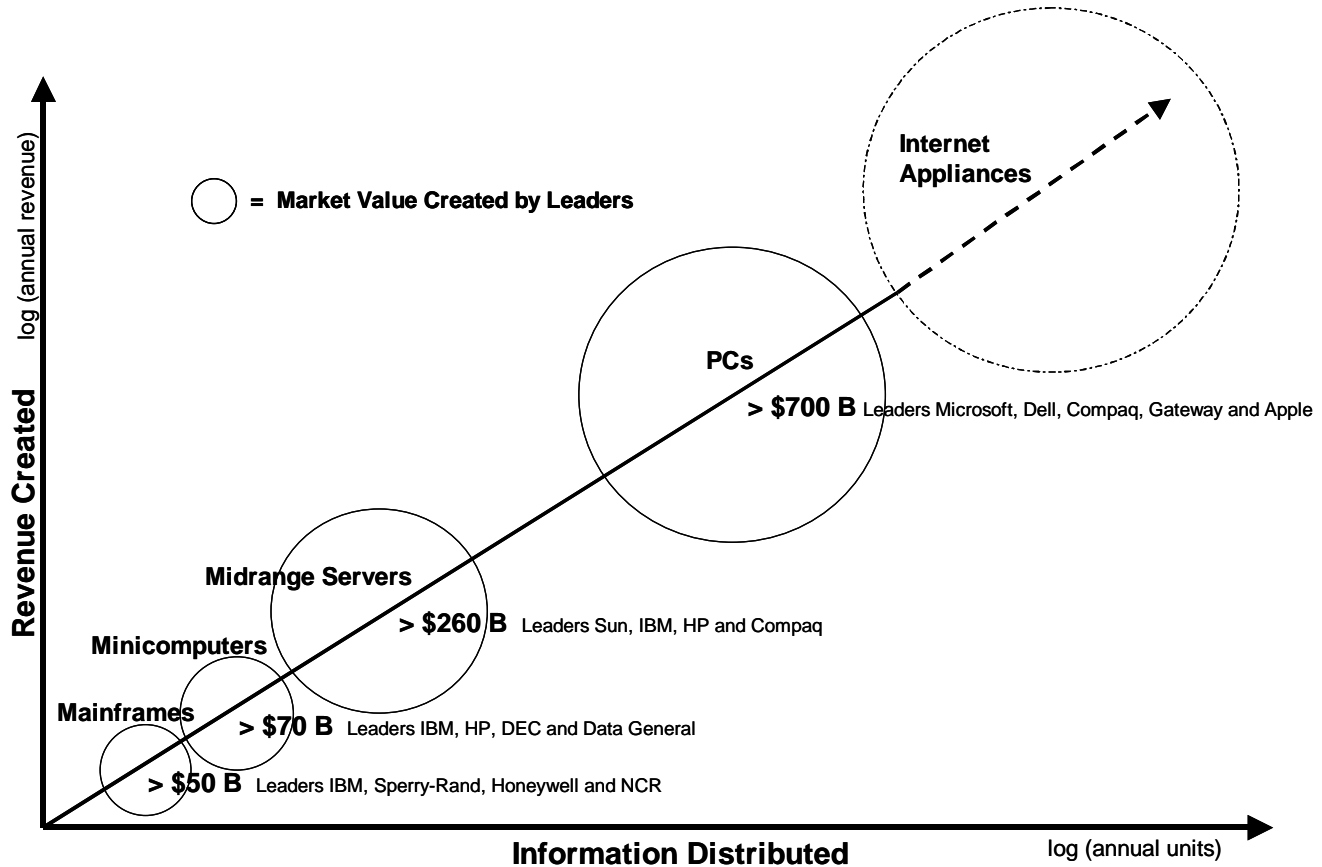 Internet
Appliances
= Market Value Created by Leaders
log (annual revenue)
PCs
> $700 B Leaders Microsoft, Dell, Compaq, Gateway and Apple
Revenue Created
Midrange Servers
> $260 B Leaders Sun, IBM, HP and Compaq
Minicomputers
Mainframes
> $70 B Leaders IBM, HP, DEC and Data General
> $50 B Leaders IBM, Sperry-Rand, Honeywell and NCR
Information Distributed
log (annual units)